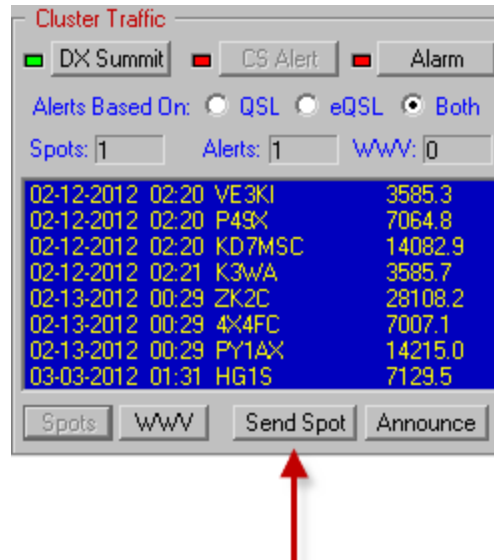 Cluster Traffic
DX Summit CS Alert Alarm
Alerts Based On: QSL eQSL Both
Spots: 1 Alerts: 1 WWV: 0
02-12-2012 02:20 VE3KI 3585.3
02-12-2012 02:20 P49X 7064.8
02-12-2012 02:20 KD7MSC 14082.9
02-12-2012 02:21 K3WA 3585.7
02-13-2012 00:29 ZK2C 28108.2
02-13-2012 00:29 4X4FC 7007.1
02-13-2012 00:29 PY1AX 14215.0
03-03-2012 01:31 HG1S 7129.5
Spots WWV Send Spot Announce